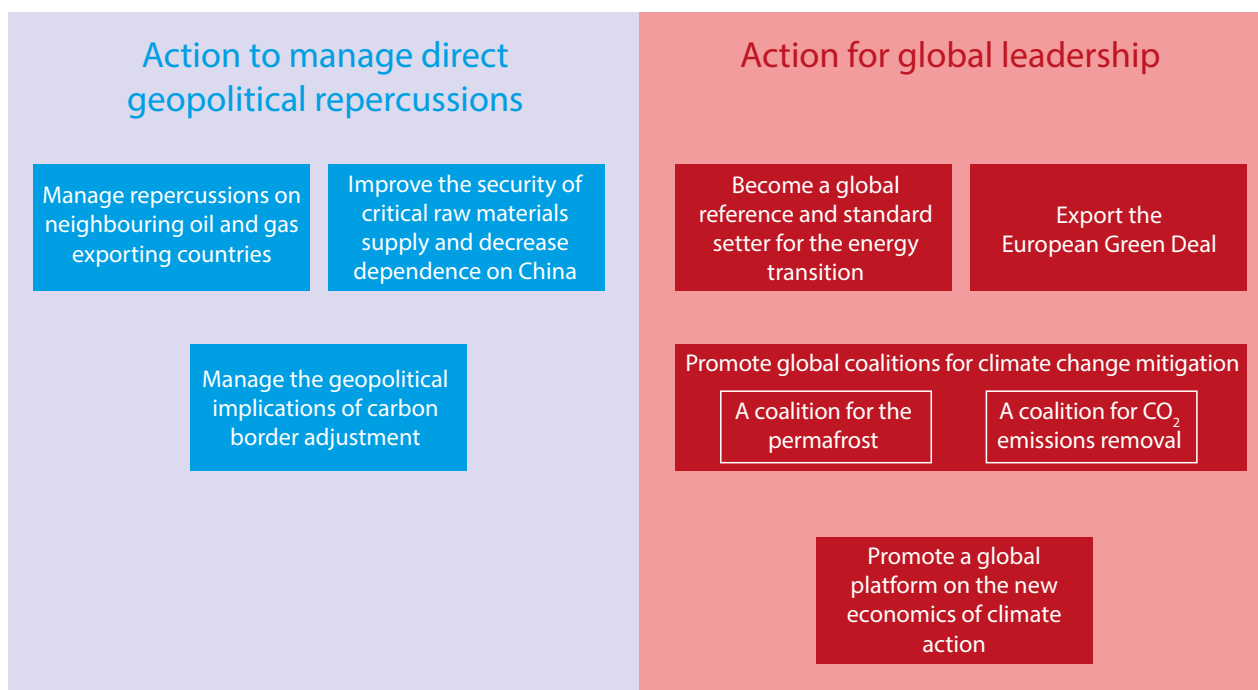 Action to manage direct
geopolitical repercussions
Manage repercussions on
neighbouring oil and gas
exporting countries
Improve the security of
critical raw materials
supply and decrease
dependence on China
Manage the geopolitical
implications of carbon
border adjustment
Action for global leadership
Become a global
reference and standard
setter for the energy
transition
Export the
European Green Deal
Promote global coalitions for climate change mitigation
A coalition for the
permafrost
A coalition for CO₂
emissions removal
Promote a global
platform on the new
economics of climate
action